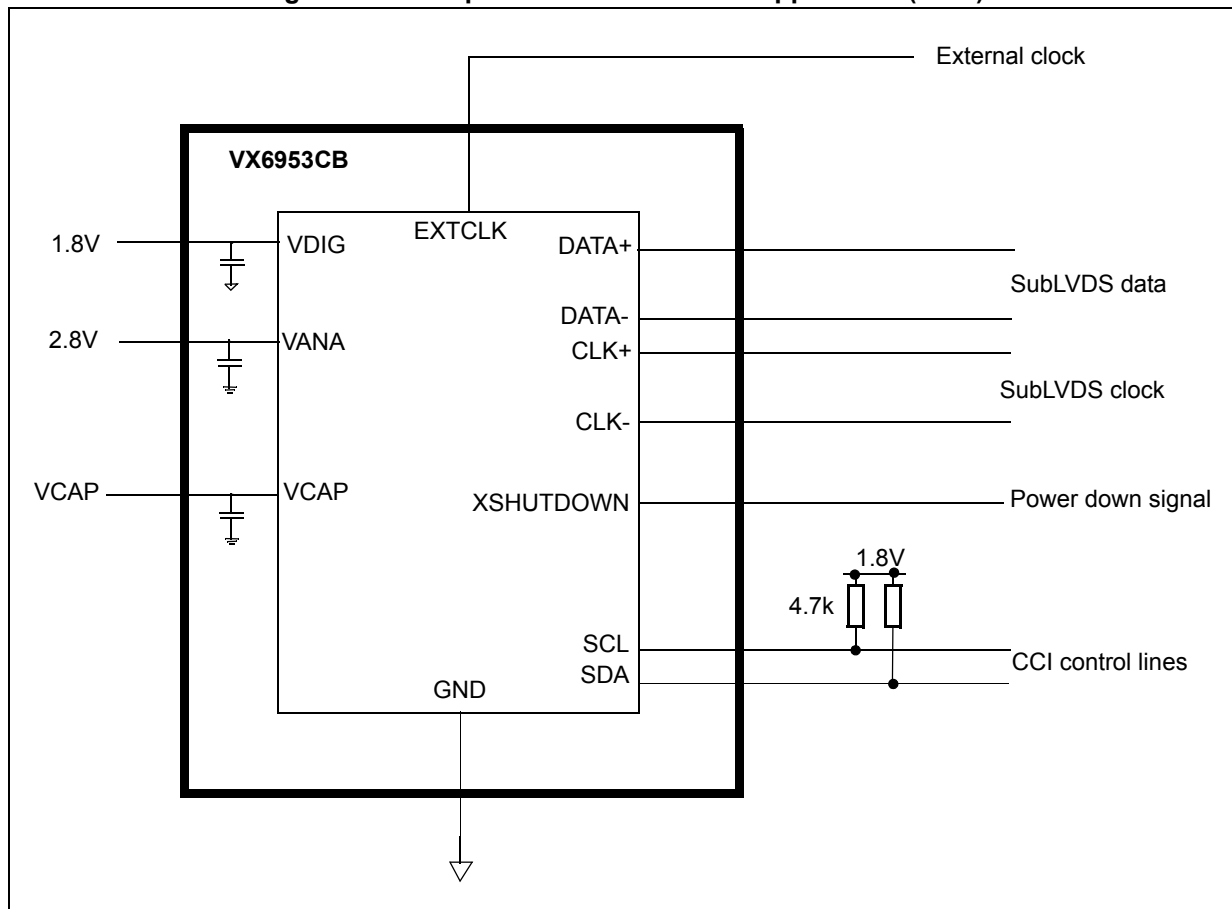 External clock
VX6953CB
EXTCLK
1.8V
VDIG
DATA+
SubLVDS data
DATA-
2.8V
VANA
CLK+
SubLVDS clock
CLK-
VCAP
VCAP
XSHUTDOWN
Power down signal
1.8V
4.7k
SCL
CCI control lines
SDA
GND